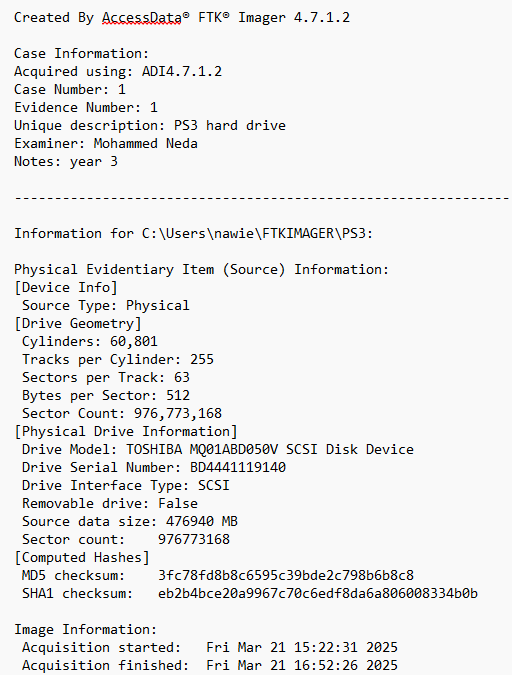 Created By AccessData® FTK® Imager 4.7.1.2
Case Information:
Acquired using: ADI4.7.1.2
Case Number: 1
Evidence Number: 1
Unique description: PS3 hard drive
Examiner: Mohammed Neda
Notes: year 3
--------------------------------------------------------------
Information for C:\Users\nawie\FTKIMAGER\PS3:
Physical Evidentiary Item (Source) Information:
[Device Info]
Source Type: Physical
[Drive Geometry]
Cylinders: 60,801
Tracks per Cylinder: 255
Sectors per Track: 63
Bytes per Sector: 512
Sector Count: 976,773,168
[Physical Drive Information]
Drive Model: TOSHIBA MQ01ABD050V SCSI Disk Device
Drive Serial Number: BD4441119140
Drive Interface Type: SCSI
Removable drive: False
Source data size: 476940 MB
Sector count:    976773168
[Computed Hashes]
MD5 checksum:    3fc78fd8b8c6595c39bde2c798b6b8c8
SHA1 checksum:   eb2b4bce20a9967c70c6edf8da6a806008334b0b
Image Information:
Acquisition started:   Fri Mar 21 15:22:31 2025
Acquisition finished:  Fri Mar 21 16:52:26 2025